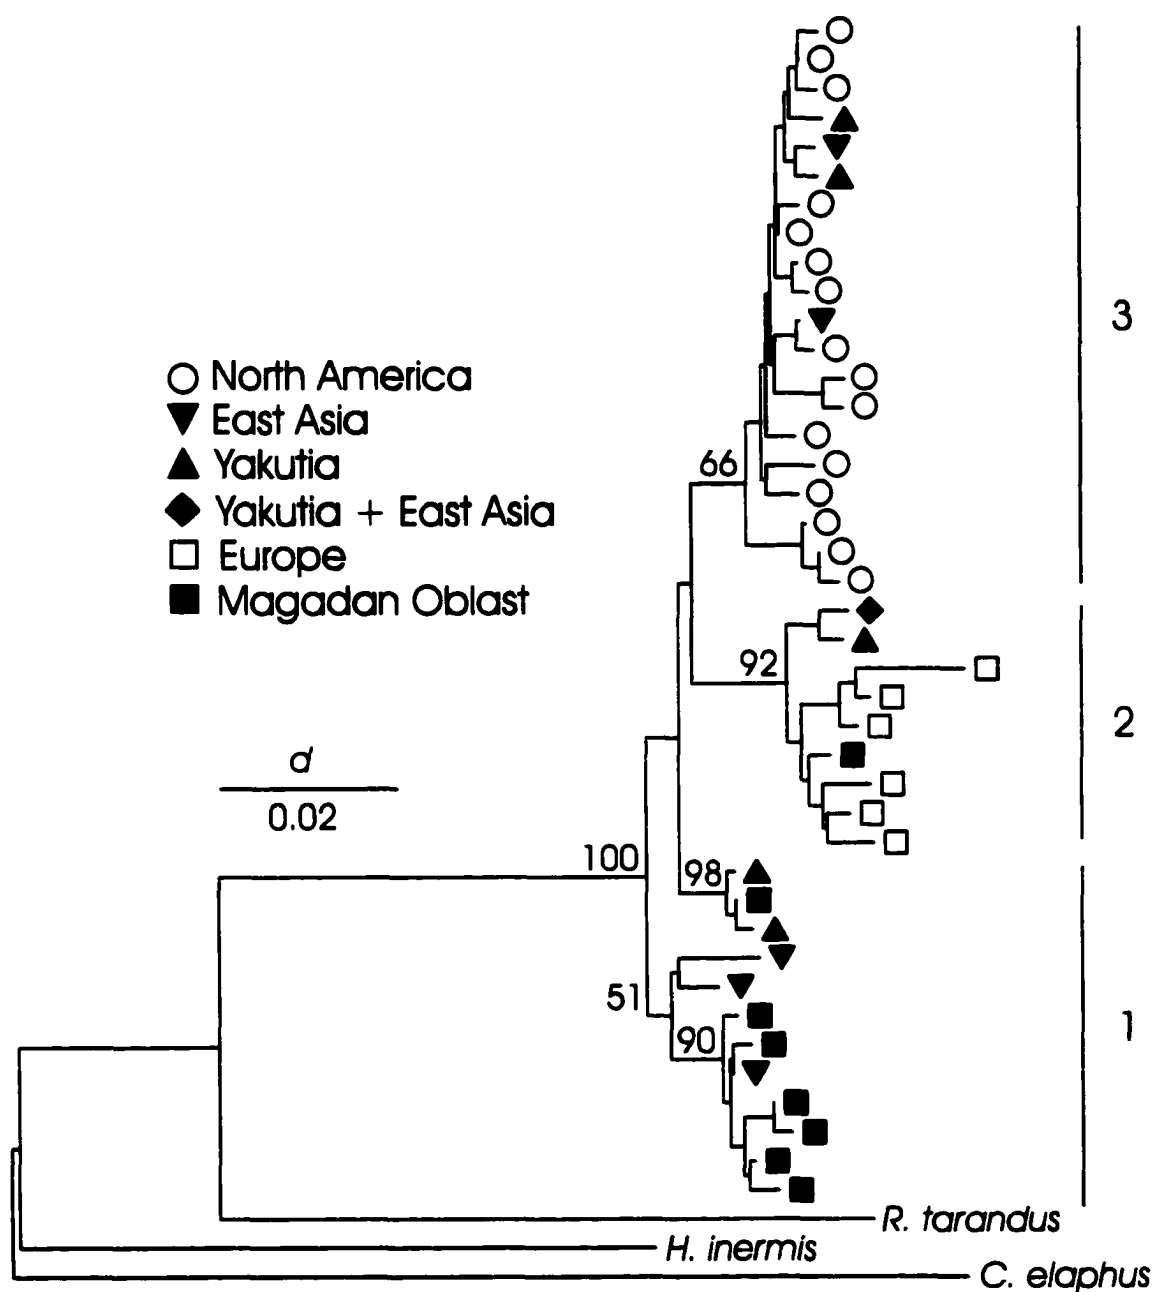 3
North America
East Asia
Yakutia
66
Yakutia + East Asia
Europe
Magadan Oblast
92
2
d
0.02
100
98
51
1
90
R. tarandus
H. inermis
C. elaphus